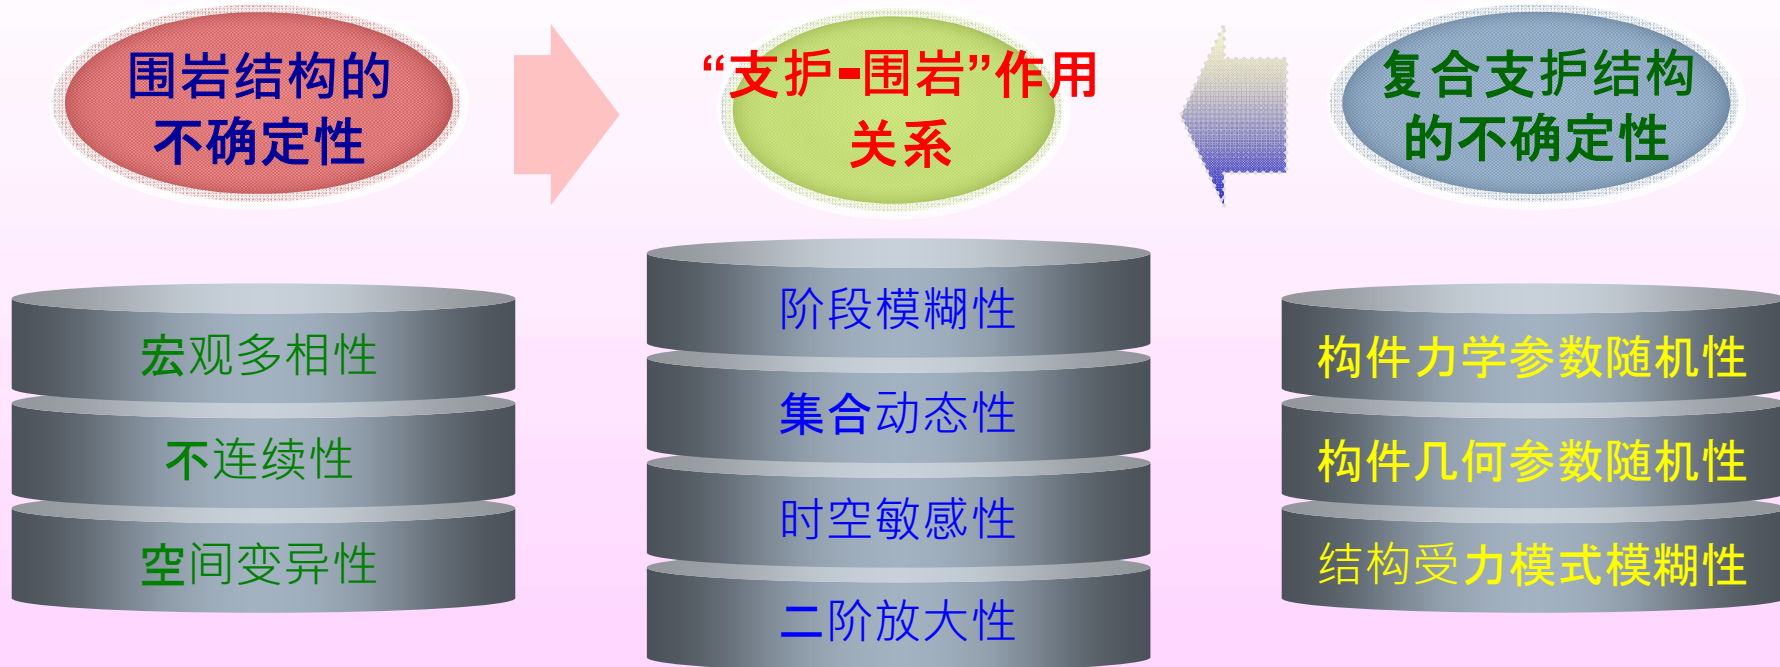 围岩结构的
不确定性
“支护-围岩”作用
关系
复合支护结构
的不确定性
宏观多相性
不连续性
空间变异性
阶段模糊性
集合动态性
时空敏感性
二阶放大性
构件力学参数随机性
构件几何参数随机性
结构受力模式模糊性